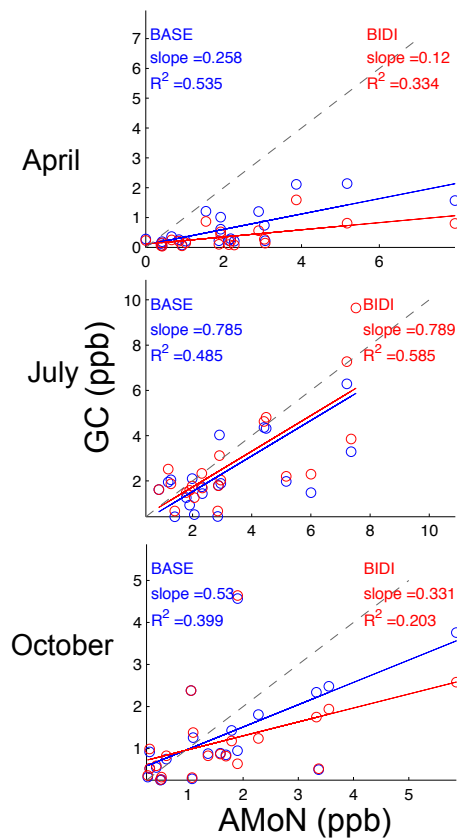 BASE
slope =0.258
R² =0.535
BIDI
slope =0.12
R² =0.334
7
6
5
4
3
2
1
0
0 2 4 6
April
BASE
slope =0.785
R² =0.485
BIDI
slope =0.789
R² =0.585
10
8
6
4
2
2 4 6 8 10
July
GC (ppb)
BASE
slope =0.53
R² =0.399
BIDI
slope =0.331
R² =0.203
5
4
3
2
1
1 2 3 4 5
October
AMoN (ppb)